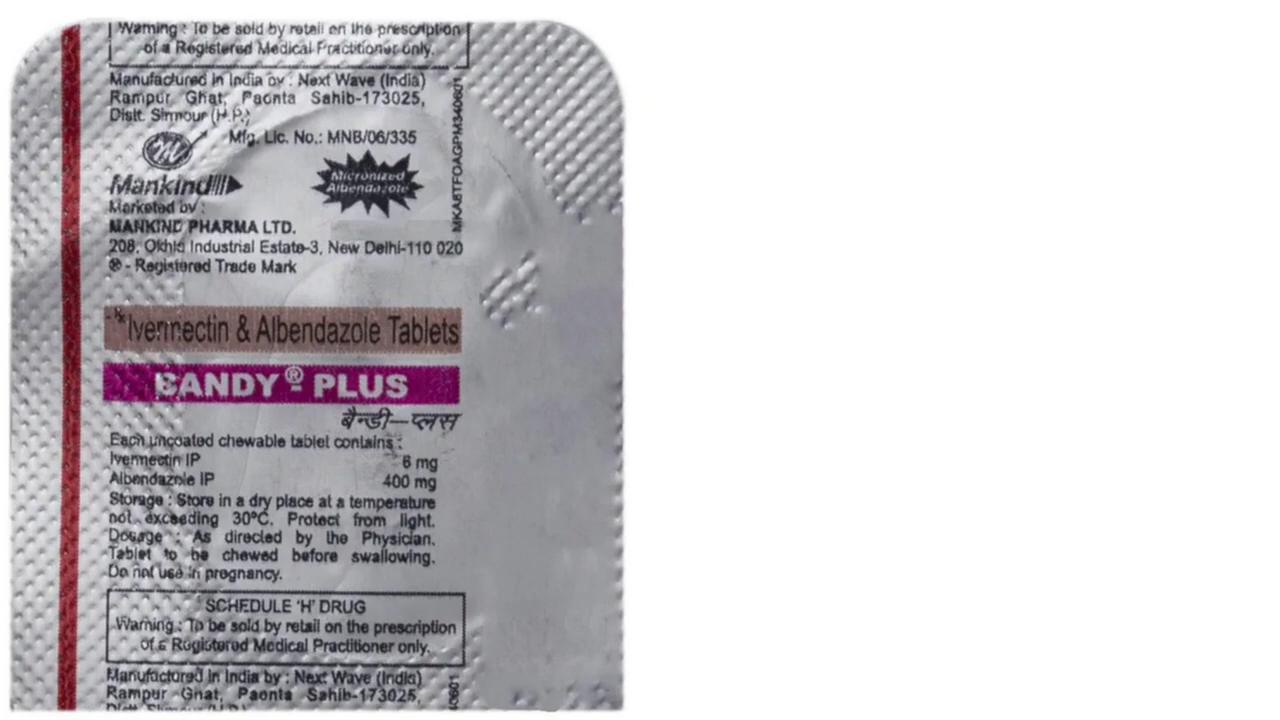 Warning : To be sold by retail on the prescription
of a Registered Medical Practitioner only.
Manufactured in India by : Next Wave (India)
Rampur Ghat, Paonta Sahib-173025,
Distt. Sirmour (H.P.)
Mfg. Lic. No.: MNB/06/335
Mankind
Micronized
Albendazole
MKA8TFOAGPM340601
Marketed by :
MANKIND PHARMA LTD.
208, Okhla Industrial Estate-3, New Delhi-110 020
® - Registered Trade Mark
Rx Ivermectin & Albendazole Tablets
BANDY® PLUS
बैन्डी–प्लस
Each uncoated chewable tablet contains :
Ivermectin IP 6 mg
Albendazole IP 400 mg
Storage : Store in a dry place at a temperature
not exceeding 30°C. Protect from light.
Dosage : As directed by the Physician.
Tablet to be chewed before swallowing.
Do not use in pregnancy.
SCHEDULE 'H' DRUG
Warning : To be sold by retail on the prescription
of a Registered Medical Practitioner only.
Manufactured in India by : Next Wave (India)
Rampur Ghat, Paonta Sahib-173025,
0601
Distt. Sirmour (H.P.)